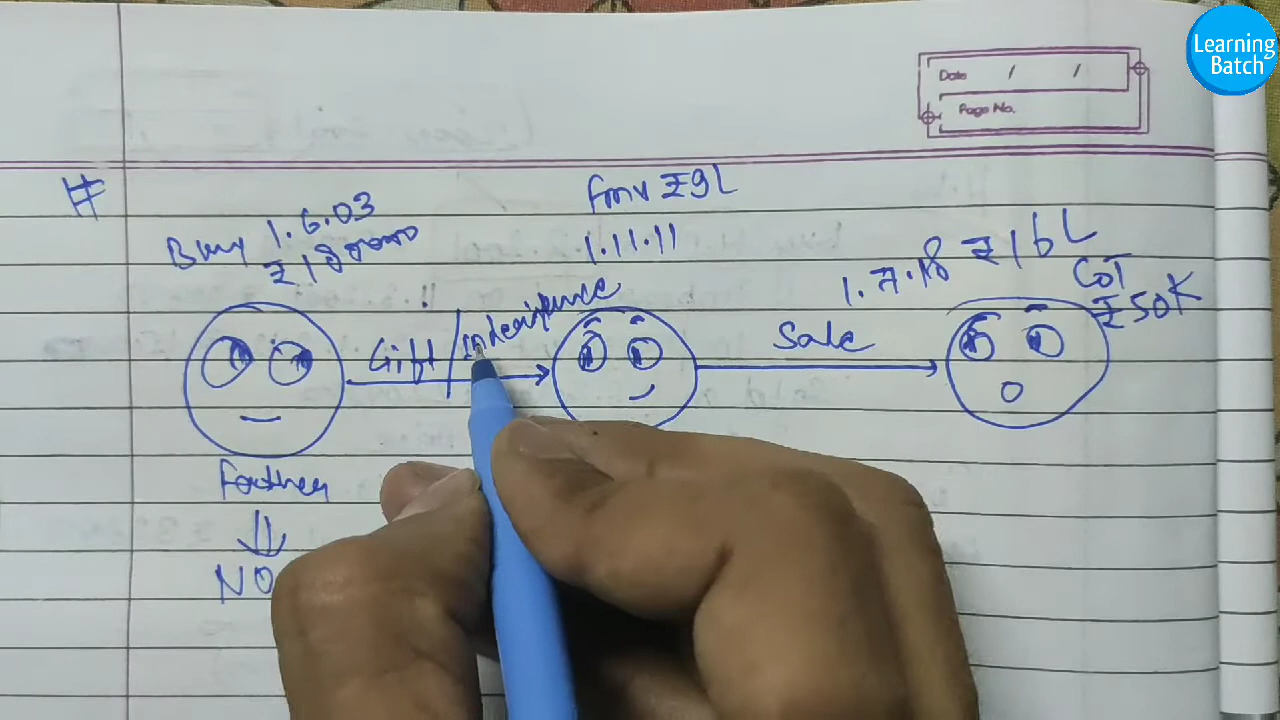 Learning
Batch
Date / /
Page No.
#
Fmv ₹9L
Buy 1.6.03
1.11.11
1.7.18 ₹16L
COT
₹50K
Gift / Inheritance
Sale
Father
NO